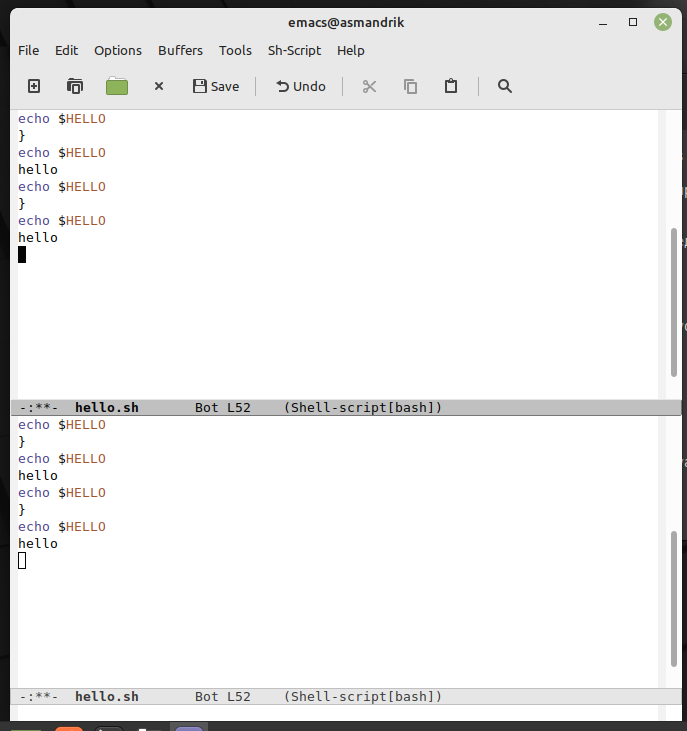 emacs@asmandrik
File Edit Options Buffers Tools Sh-Script Help
Save Undo
echo $HELLO
}
echo $HELLO
hello
echo $HELLO
}
echo $HELLO
hello
-:**- hello.sh Bot L52 (Shell-script[bash])
echo $HELLO
}
echo $HELLO
hello
echo $HELLO
}
echo $HELLO
hello
-:**- hello.sh Bot L52 (Shell-script[bash])